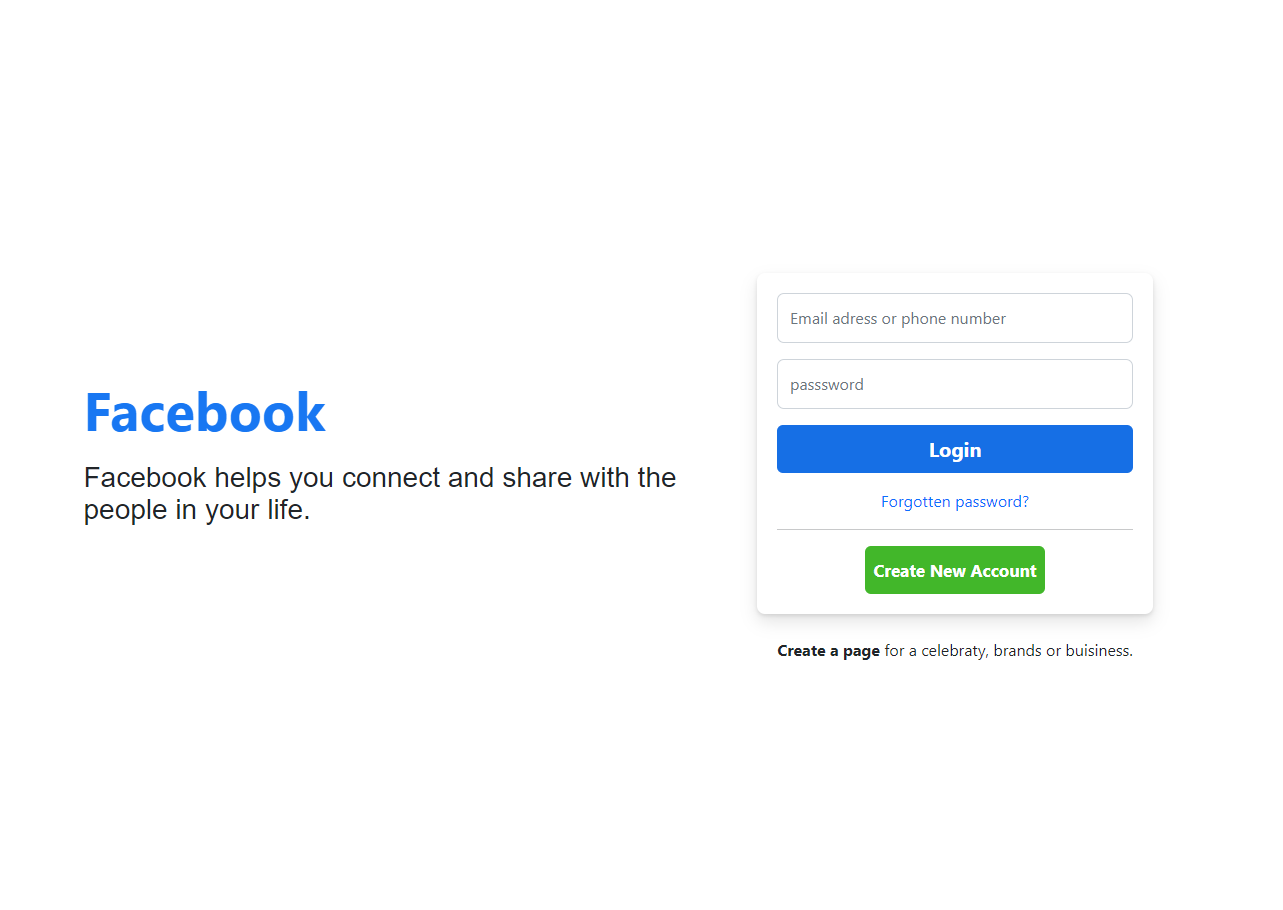 Facebook
Facebook helps you connect and share with the
people in your life.
Email adress or phone number
passsword
Login
Forgotten password?
Create New Account
Create a page for a celebraty, brands or buisiness.